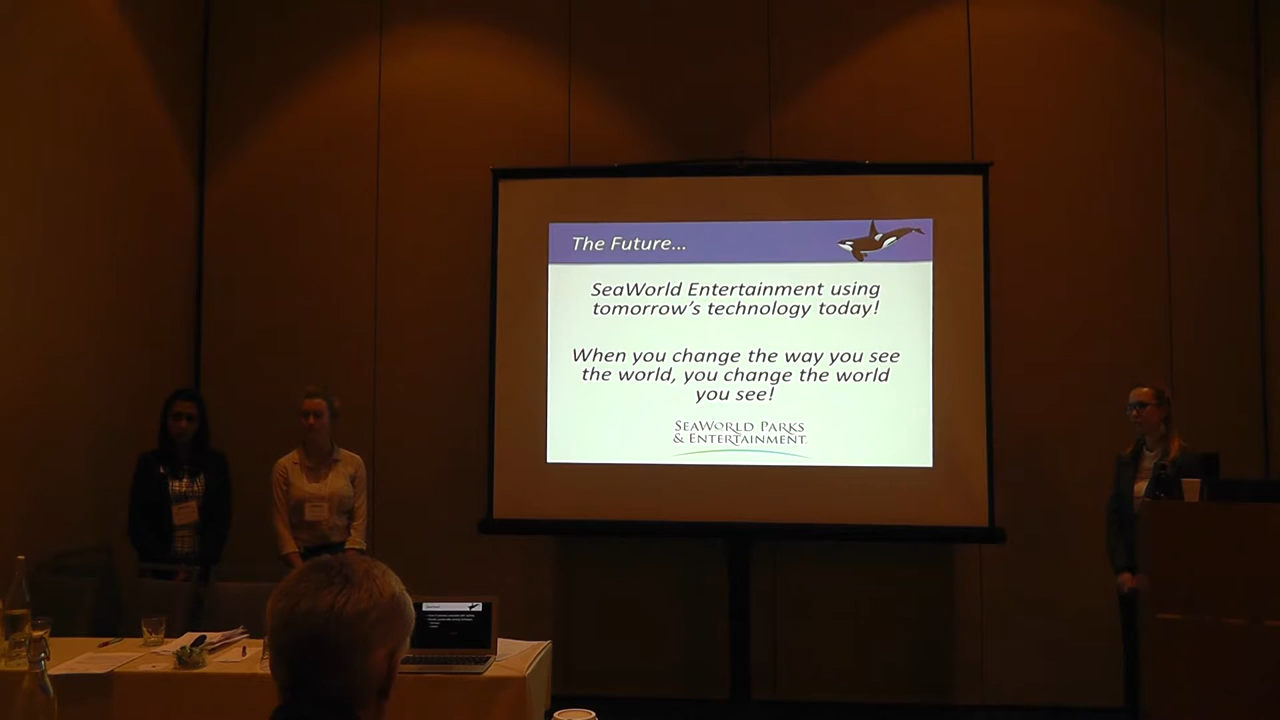 The Future...
SeaWorld Entertainment using
tomorrow's technology today!
When you change the way you see
the world, you change the world
you see!
SEAWORLD PARKS
& ENTERTAINMENT